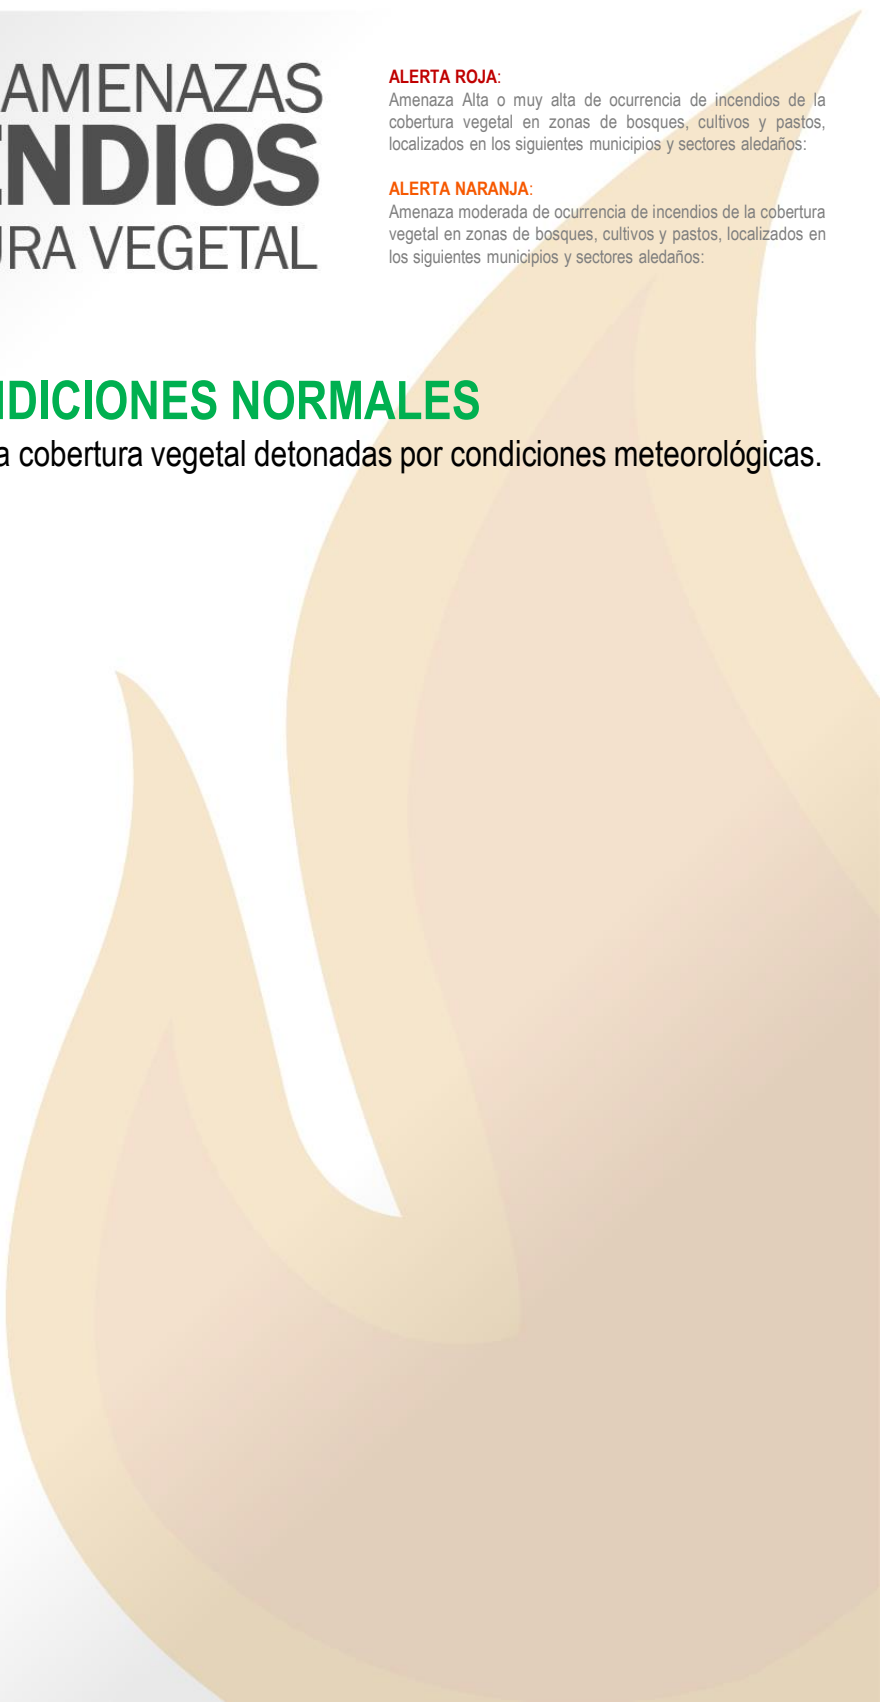 AMENAZAS
ENDIOS
URA VEGETAL
ALERTA ROJA:
Amenaza Alta o muy alta de ocurrencia de incendios de la
cobertura vegetal en zonas de bosques, cultivos y pastos,
localizados en los siguientes municipios y sectores aledaños:
ALERTA NARANJA:
Amenaza moderada de ocurrencia de incendios de la cobertura
vegetal en zonas de bosques, cultivos y pastos, localizados en
los siguientes municipios y sectores aledaños:
NDICIONES NORMALES
a cobertura vegetal detonadas por condiciones meteorológicas.